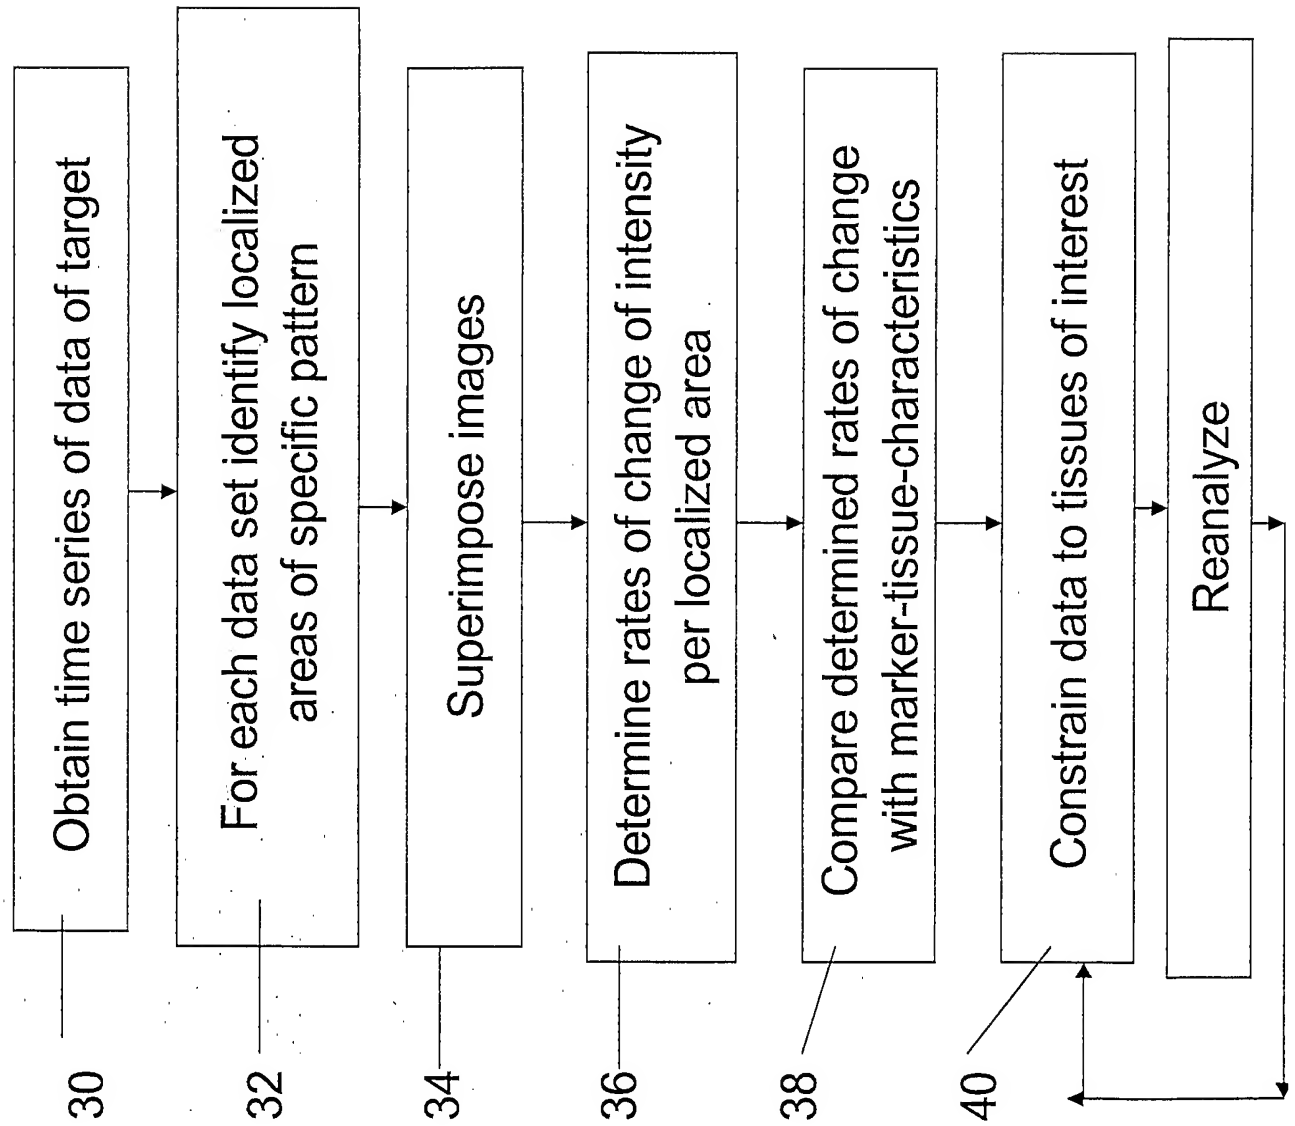 30
Obtain time series of data of target
32
For each data set identify localized
areas of specific pattern
34
Superimpose images
36
Determine rates of change of intensity
per localized area
38
Compare determined rates of change
with marker-tissue-characteristics
40
Constrain data to tissues of interest
Reanalyze